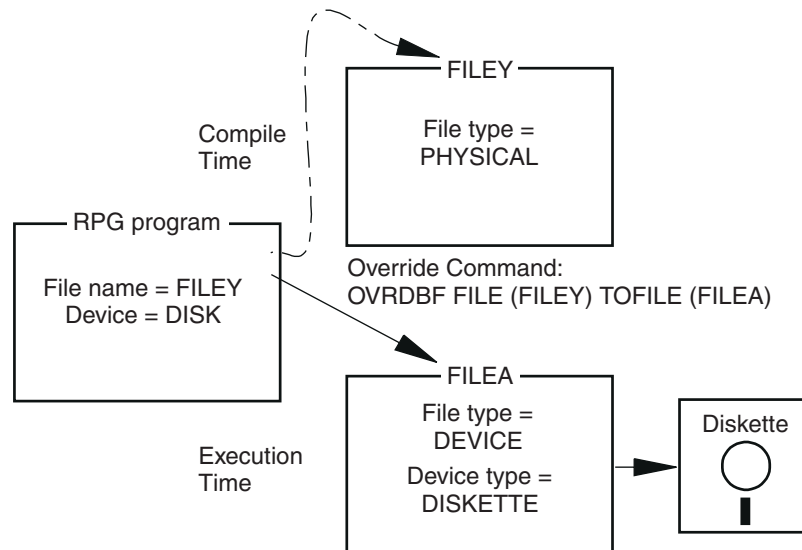 FILEY
File type =
PHYSICAL
Compile
Time
RPG program
File name = FILEY
Device = DISK
Override Command:
OVRDBF FILE (FILEY) TOFILE (FILEA)
FILEA
File type =
DEVICE
Device type =
DISKETTE
Execution
Time
Diskette